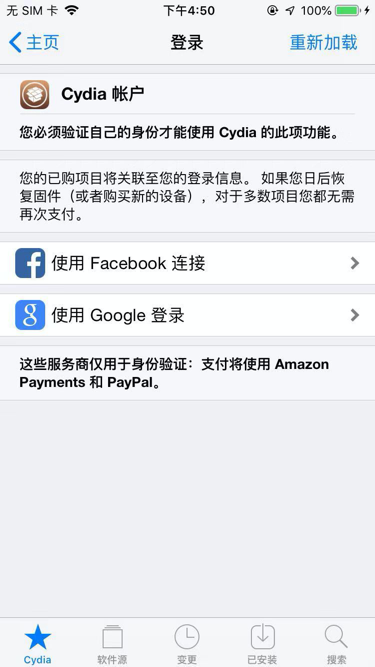 无 SIM 卡 下午4:50 100%
主页 登录 重新加载
Cydia 帐户
您必须验证自己的身份才能使用 Cydia 的此项功能。
您的已购项目将关联至您的登录信息。 如果您日后恢
复固件（或者购买新的设备），对于多数项目您都无需
再次支付。
使用 Facebook 连接
使用 Google 登录
这些服务商仅用于身份验证：支付将使用 Amazon
Payments 和 PayPal。
Cydia 软件源 变更 已安装 搜索